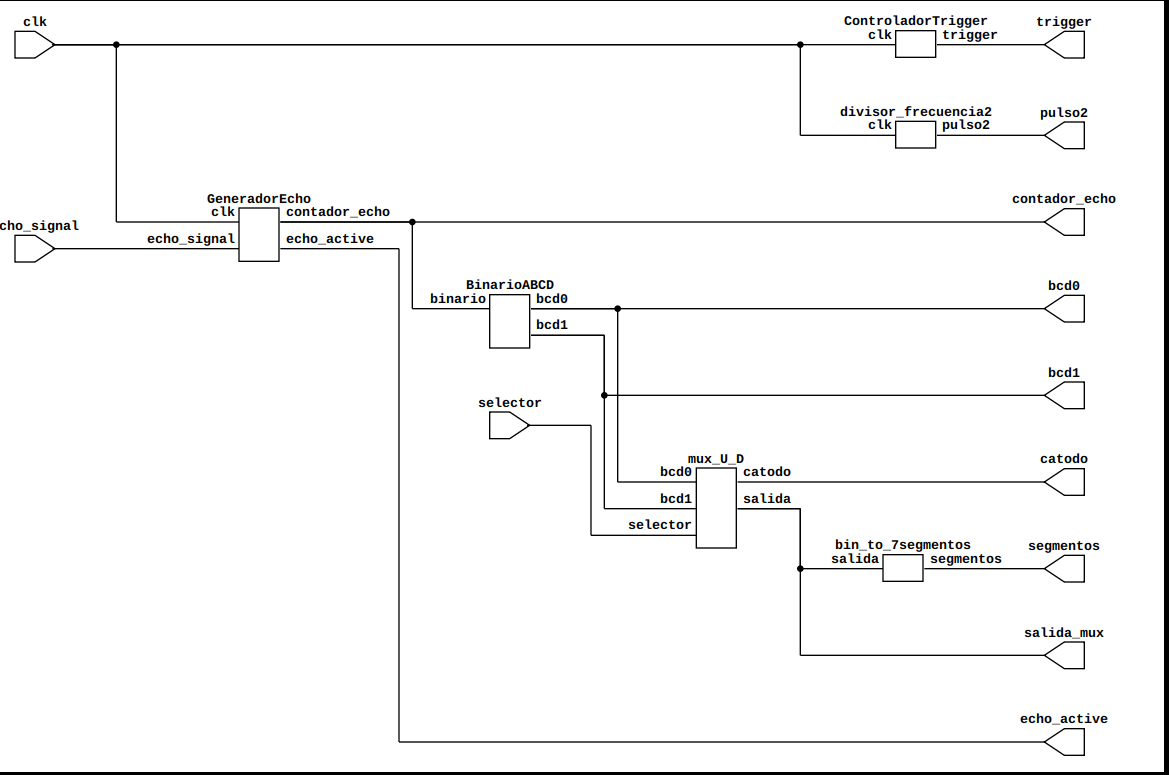 clk
ControladorTrigger
clk
trigger
trigger
divisor_frecuencia2
clk
pulso2
pulso2
GeneradorEcho
clk
contador_echo
contador_echo
cho_signal
echo_signal
echo_active
BinarioABCD
binario
bcd0
bcd0
bcd1
bcd1
selector
mux_U_D
bcd0
catodo
catodo
bcd1
salida
selector
bin_to_7segmentos
salida
segmentos
segmentos
salida_mux
echo_active